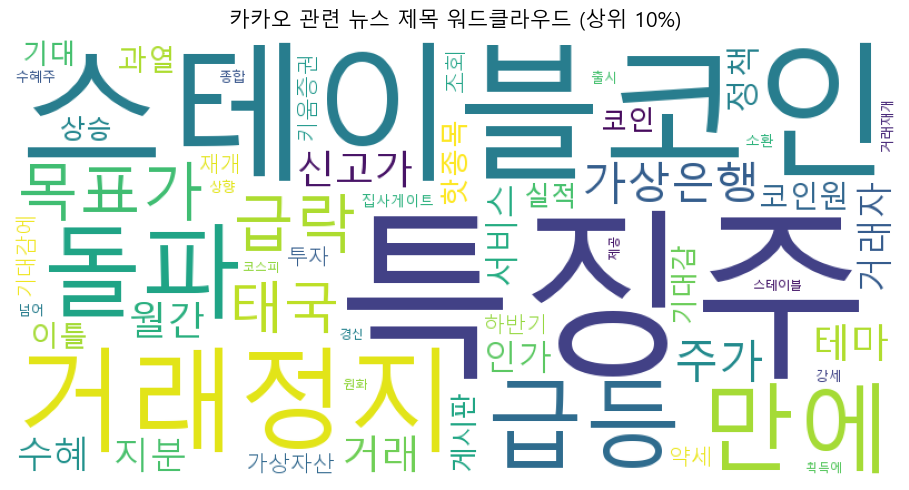 카카오 관련 뉴스 제목 워드클라우드 (상위 10%)
스테이블코인
특징주
거래정지
돌파
급등
만에
목표가
급락
태국
신고가
가상은행
월간
기대
과열
수혜주
종합
키움증권
조회
출시
정책
상승
재개
상향
핫종목
코인
소환
거래재개
실적
코인원
집사게이트
서비스
거래자
기대감에
코스피
투자
제공
기대감
스테이블
넘어
이틀
경신
하반기
인가
주가
테마
강세
원화
수혜
지분
가상자산
거래
게시판
약세
획득에